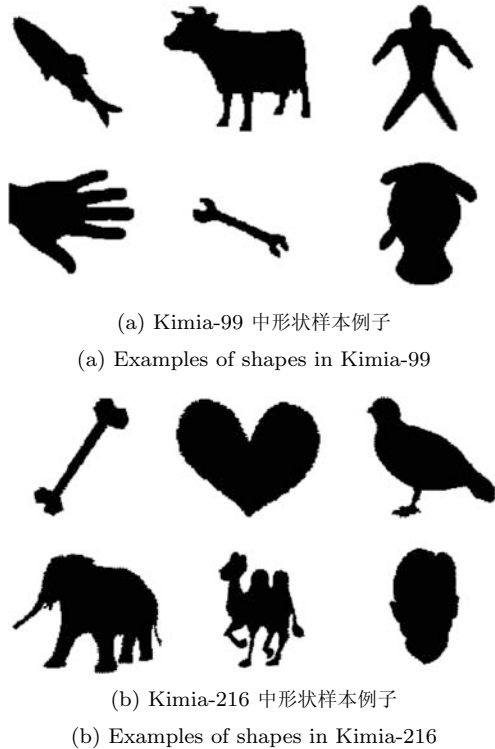 (a) Kimia-99 中形状样本例子
(a) Examples of shapes in Kimia-99
(b) Kimia-216 中形状样本例子
(b) Examples of shapes in Kimia-216